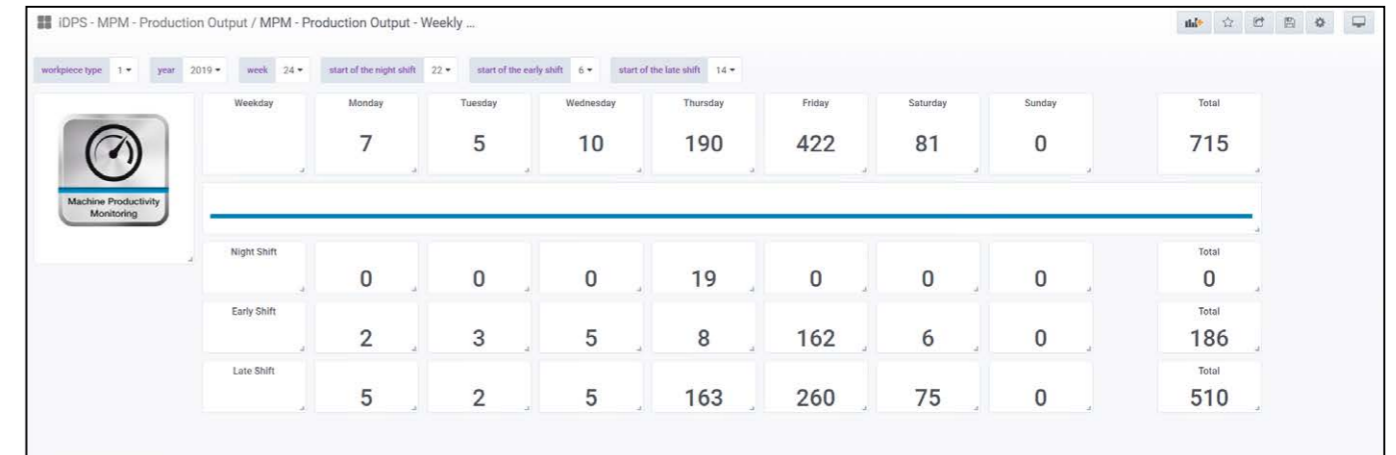 iDPS - MPM - Production Output / MPM - Production Output - Weekly ...
workpiece type 1 year 2019 week 24 start of the night shift 22 start of the early shift 6 start of the late shift 14
Machine Productivity
Monitoring
Weekday Monday Tuesday Wednesday Thursday Friday Saturday Sunday Total
7 5 10 190 422 81 0 715
Night Shift Total
0 0 0 19 0 0 0 0
Early Shift Total
2 3 5 8 162 6 0 186
Late Shift Total
5 2 5 163 260 75 0 510